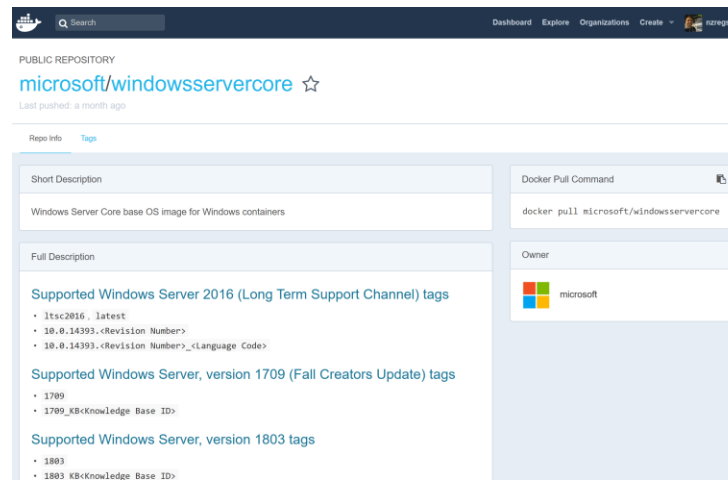 Search
Dashboard Explore Organizations Create
PUBLIC REPOSITORY
microsoft/windowsservercore
Last pushed: a month ago
Repo Info Tags
Short Description
Windows Server Core base OS image for Windows containers
Docker Pull Command
docker pull microsoft/windowsservercore
Full Description
Supported Windows Server 2016 (Long Term Support Channel) tags
• ltsc2016 , latest
• 10.0.14393.<Revision Number>
• 10.0.14393.<Revision Number>_<Language Code>
Supported Windows Server, version 1709 (Fall Creators Update) tags
• 1709
• 1709_KB<Knowledge Base ID>
Supported Windows Server, version 1803 tags
• 1803
• 1803_KB<Knowledge Base ID>
Owner
microsoft